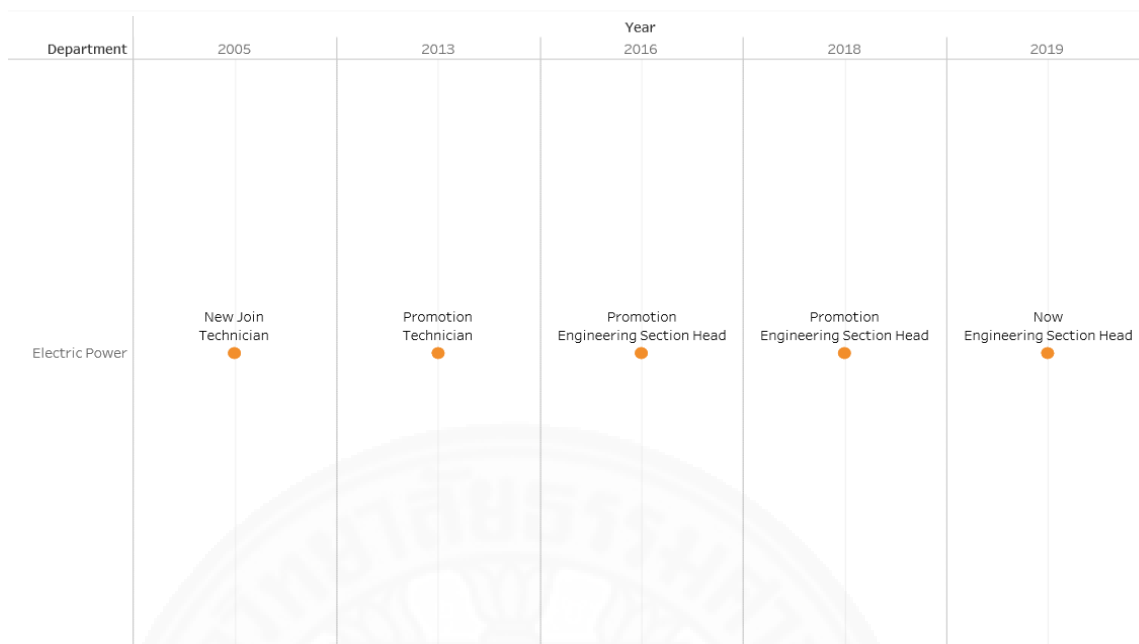 Year
Department 2005 2013 2016 2018 2019
New Join Promotion Promotion Promotion Now
Technician Technician Engineering Section Head Engineering Section Head Engineering Section Head
Electric Power